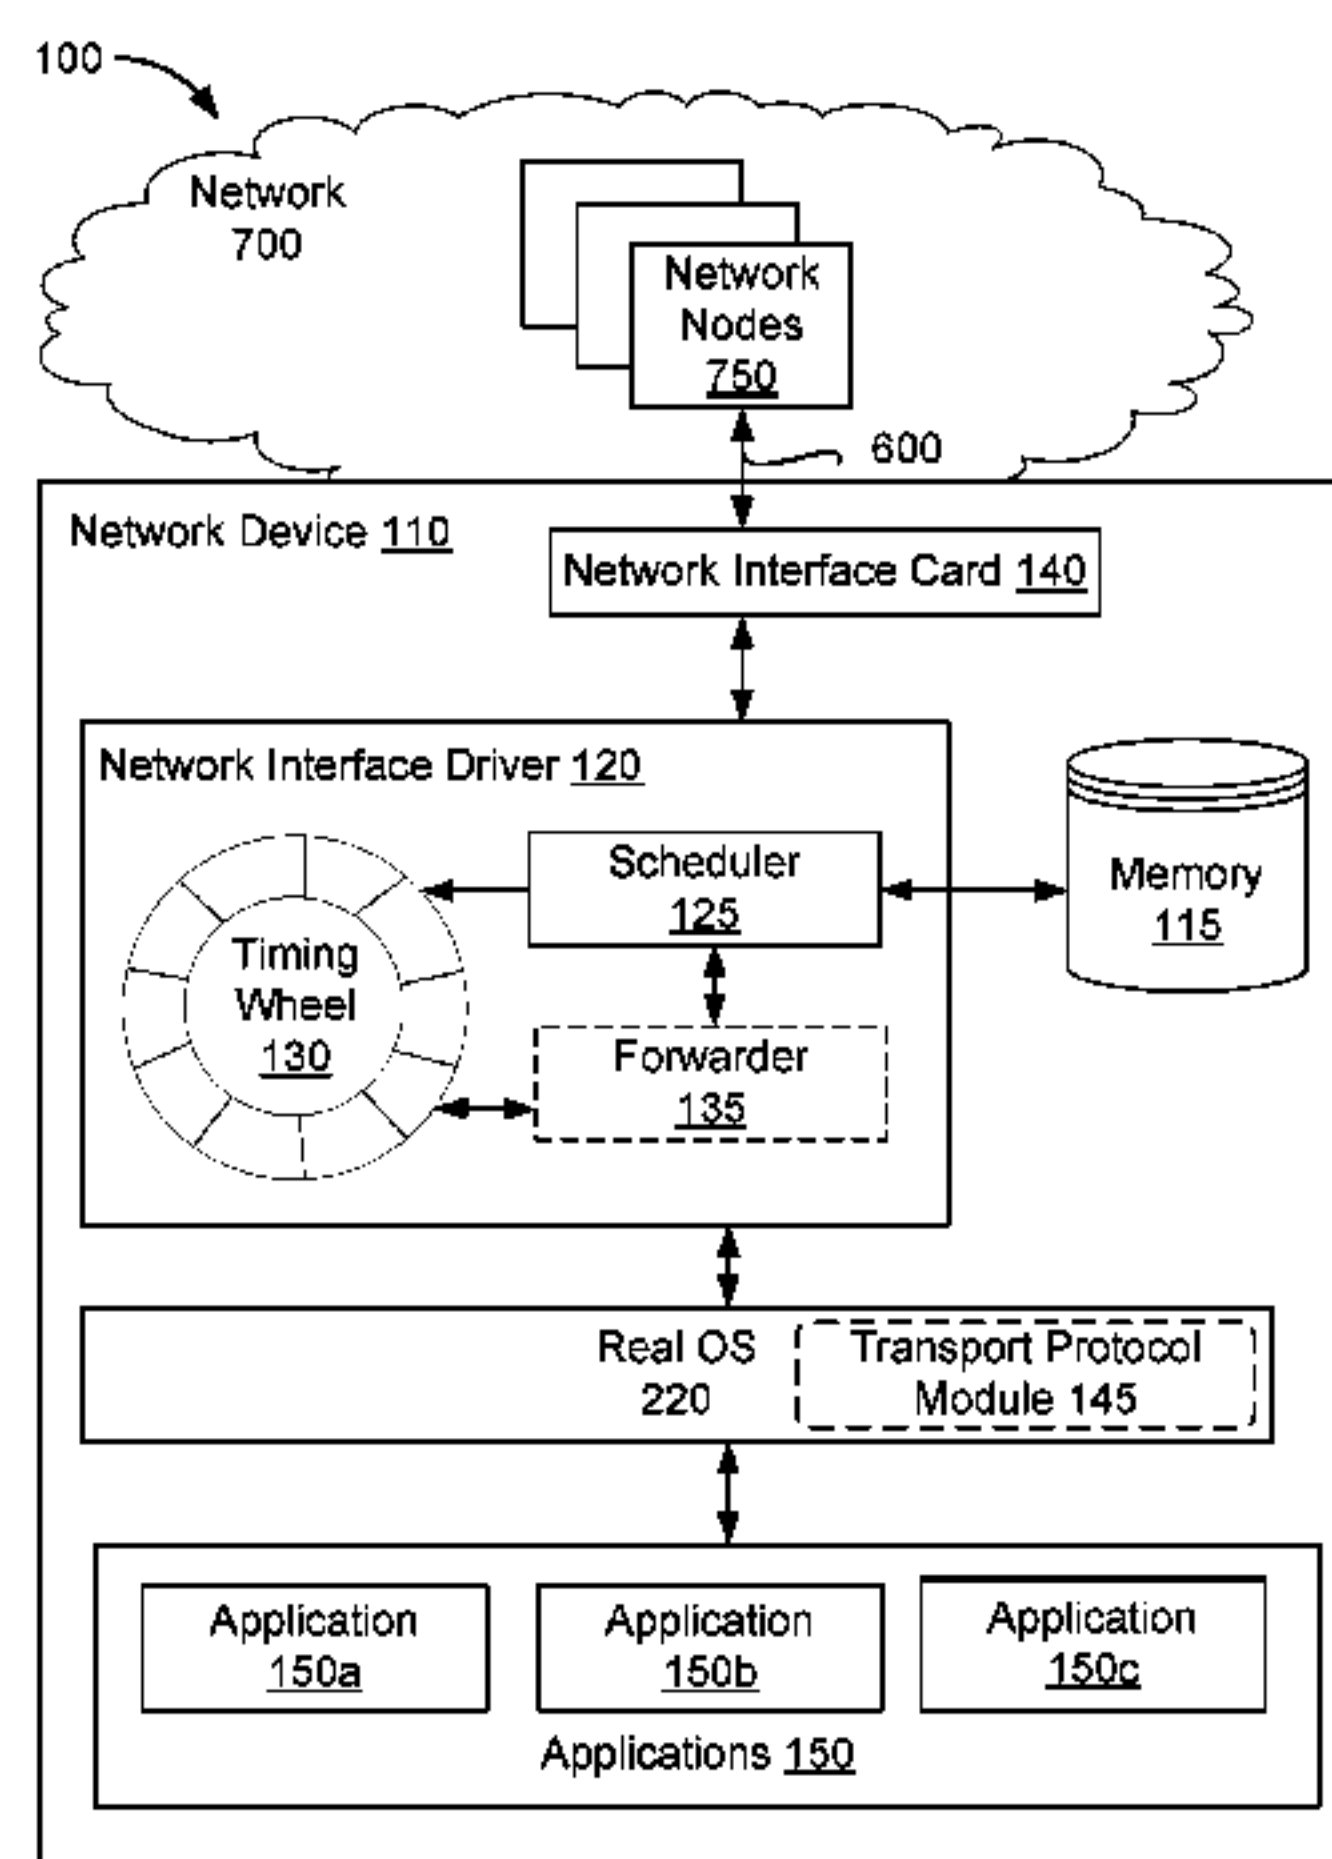 100
Network
700
Network
Nodes
750
600
Network Device 110
Network Interface Card 140
Network Interface Driver 120
Scheduler
125
Memory
115
Timing
Wheel
130
Forwarder
135
Real OS
220
Transport Protocol
Module 145
Application
150a
Application
150b
Application
150c
Applications 150